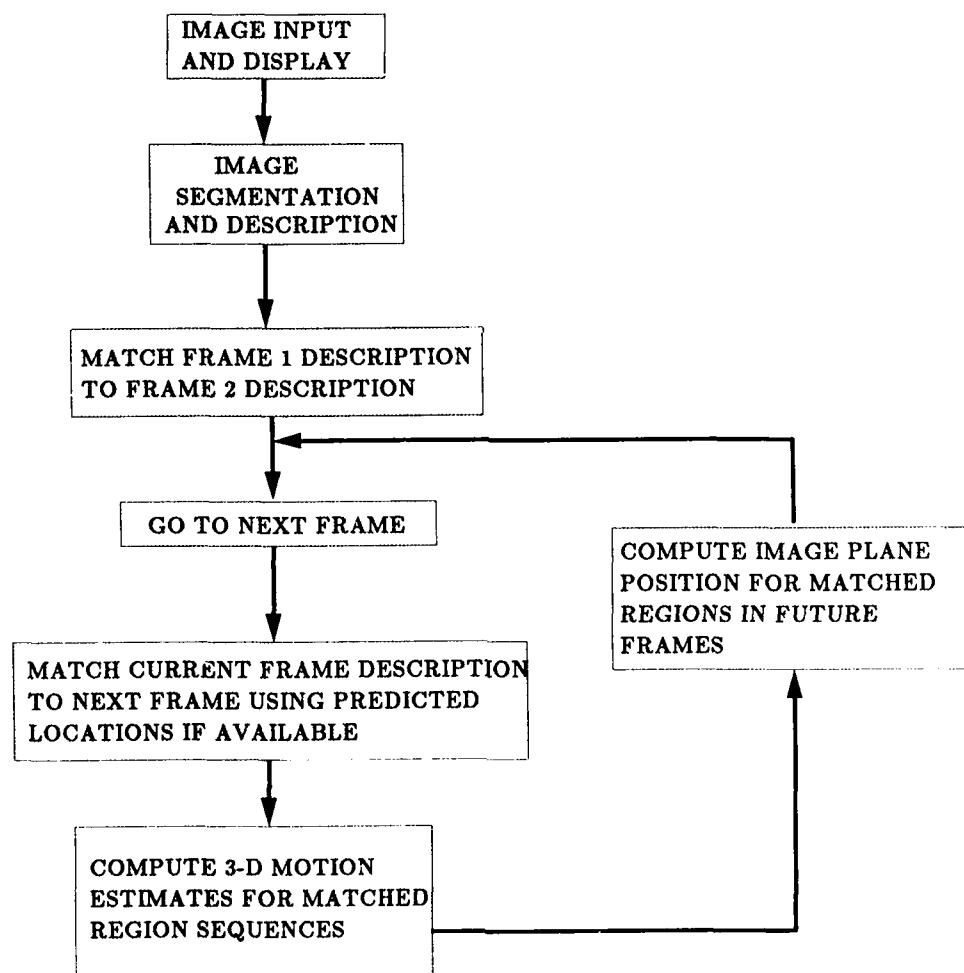 IMAGE INPUT
AND DISPLAY
IMAGE
SEGMENTATION
AND DESCRIPTION
MATCH FRAME 1 DESCRIPTION
TO FRAME 2 DESCRIPTION
GO TO NEXT FRAME
MATCH CURRENT FRAME DESCRIPTION
TO NEXT FRAME USING PREDICTED
LOCATIONS IF AVAILABLE
COMPUTE 3-D MOTION
ESTIMATES FOR MATCHED
REGION SEQUENCES
COMPUTE IMAGE PLANE
POSITION FOR MATCHED
REGIONS IN FUTURE
FRAMES